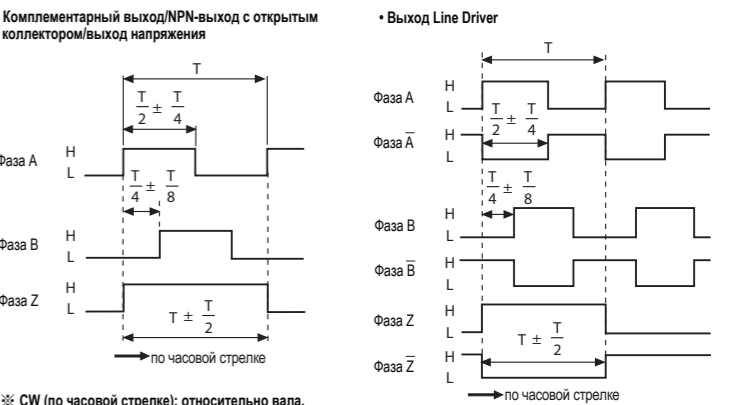 Комплементарный выход/NPN-выход с открытым
коллектором/выход напряжения
T
T/2 ± T/4
Фаза A
H
L
T/4 ± T/8
Фаза B
H
L
Фаза Z
H
L
T ± T/2
по часовой стрелке
※ CW (по часовой стрелке): относительно вала.
• Выход Line Driver
T
Фаза A
H
L
T/2 ± T/4
Фаза A̅
H
L
T/4 ± T/8
Фаза B
H
L
Фаза B̅
H
L
Фаза Z
H
L
T ± T/2
Фаза Z̅
H
L
по часовой стрелке